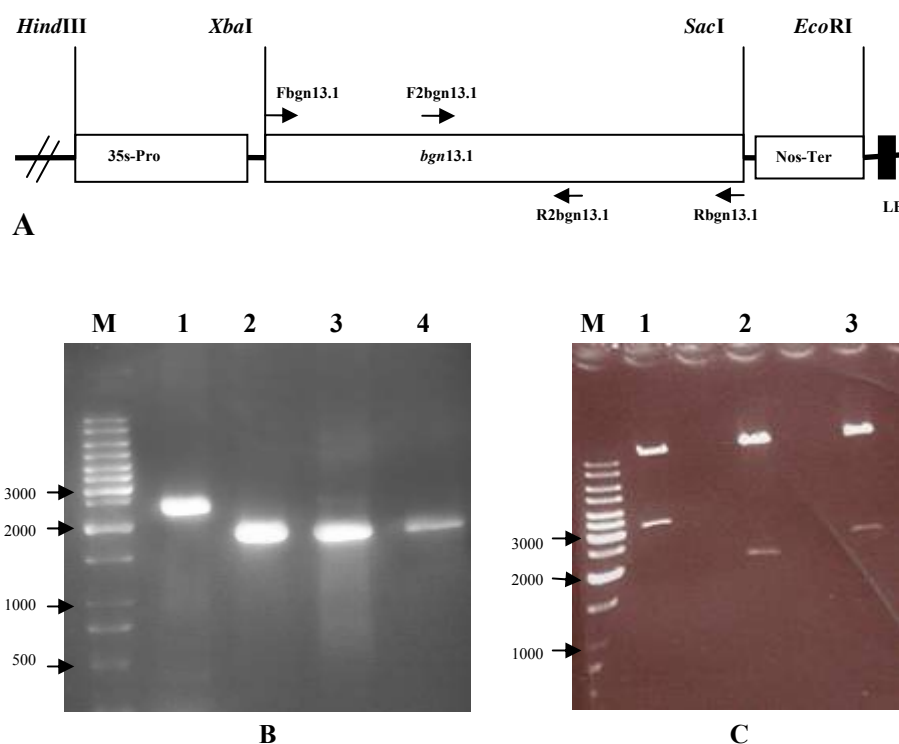 HindIII XbaI SacI EcoRI
Fbgn13.1 F2bgn13.1
35s-Pro bgn13.1 Nos-Ter
R2bgn13.1 Rbgn13.1
A
M 1 2 3 4
3000
2000
1000
500
B
M 1 2 3
3000
2000
1000
C